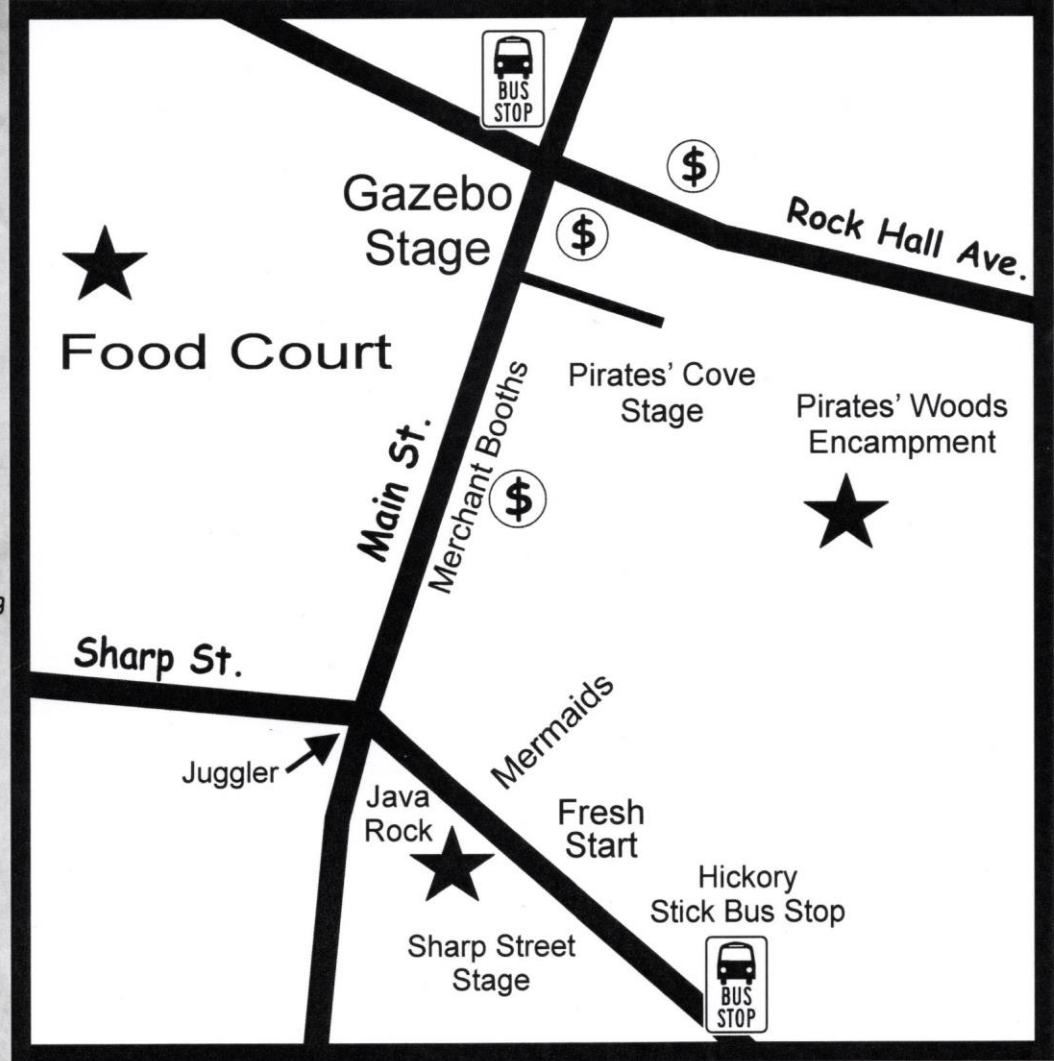 BUS
STOP
$
Gazebo
Stage
$
Rock Hall Ave.
Food Court
Pirates' Cove
Stage
Pirates' Woods
Encampment
Main St.
Merchant Booths
$
Sharp St.
Mermaids
Juggler
Java
Rock
Fresh
Start
Hickory
Stick Bus Stop
Sharp Street
Stage
BUS
STOP